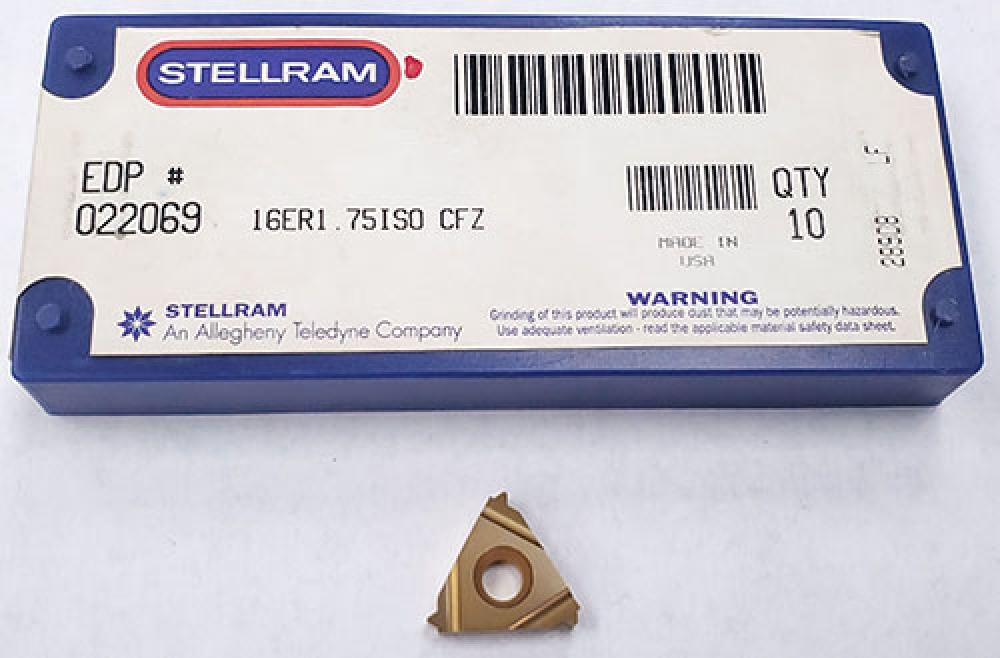 STELLRAM
EDP #
022069
16ER1.75ISO CFZ
QTY
10
MADE IN
USA
28908
STELLRAM
An Allegheny Teledyne Company
WARNING
Grinding of this product will produce dust that may be potentially hazardous.
Use adequate ventilation - read the applicable material safety data sheet.